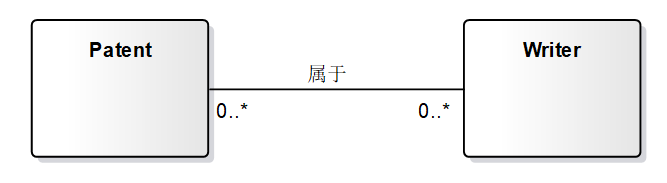 Patent
Writer
属于
0..*
0..*